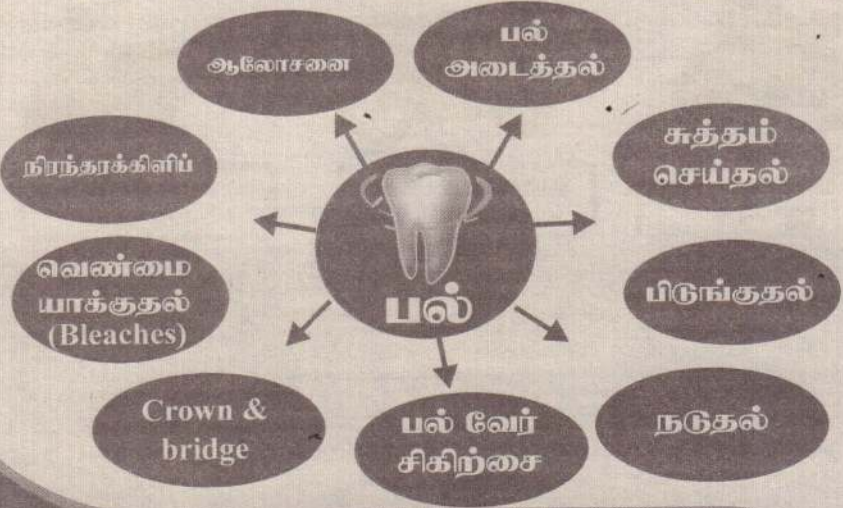 ஆலோசனை
பல்
அடைத்தல்
நிரந்தரக்கிளிப்
சுத்தம்
செய்தல்
வெண்மை
யாக்குதல்
(Bleaches)
பல்
பிடுங்குதல்
Crown &
bridge
பல் வேர்
சிகிற்சை
நடுதல்